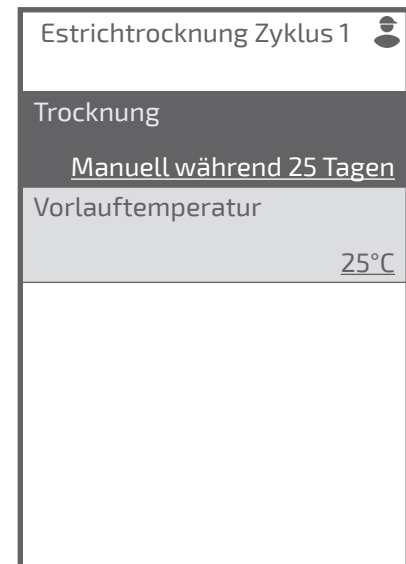 Estrichtrocknung Zyklus 1
Trocknung
Manuell während 25 Tagen
Vorlauftemperatur
25°C